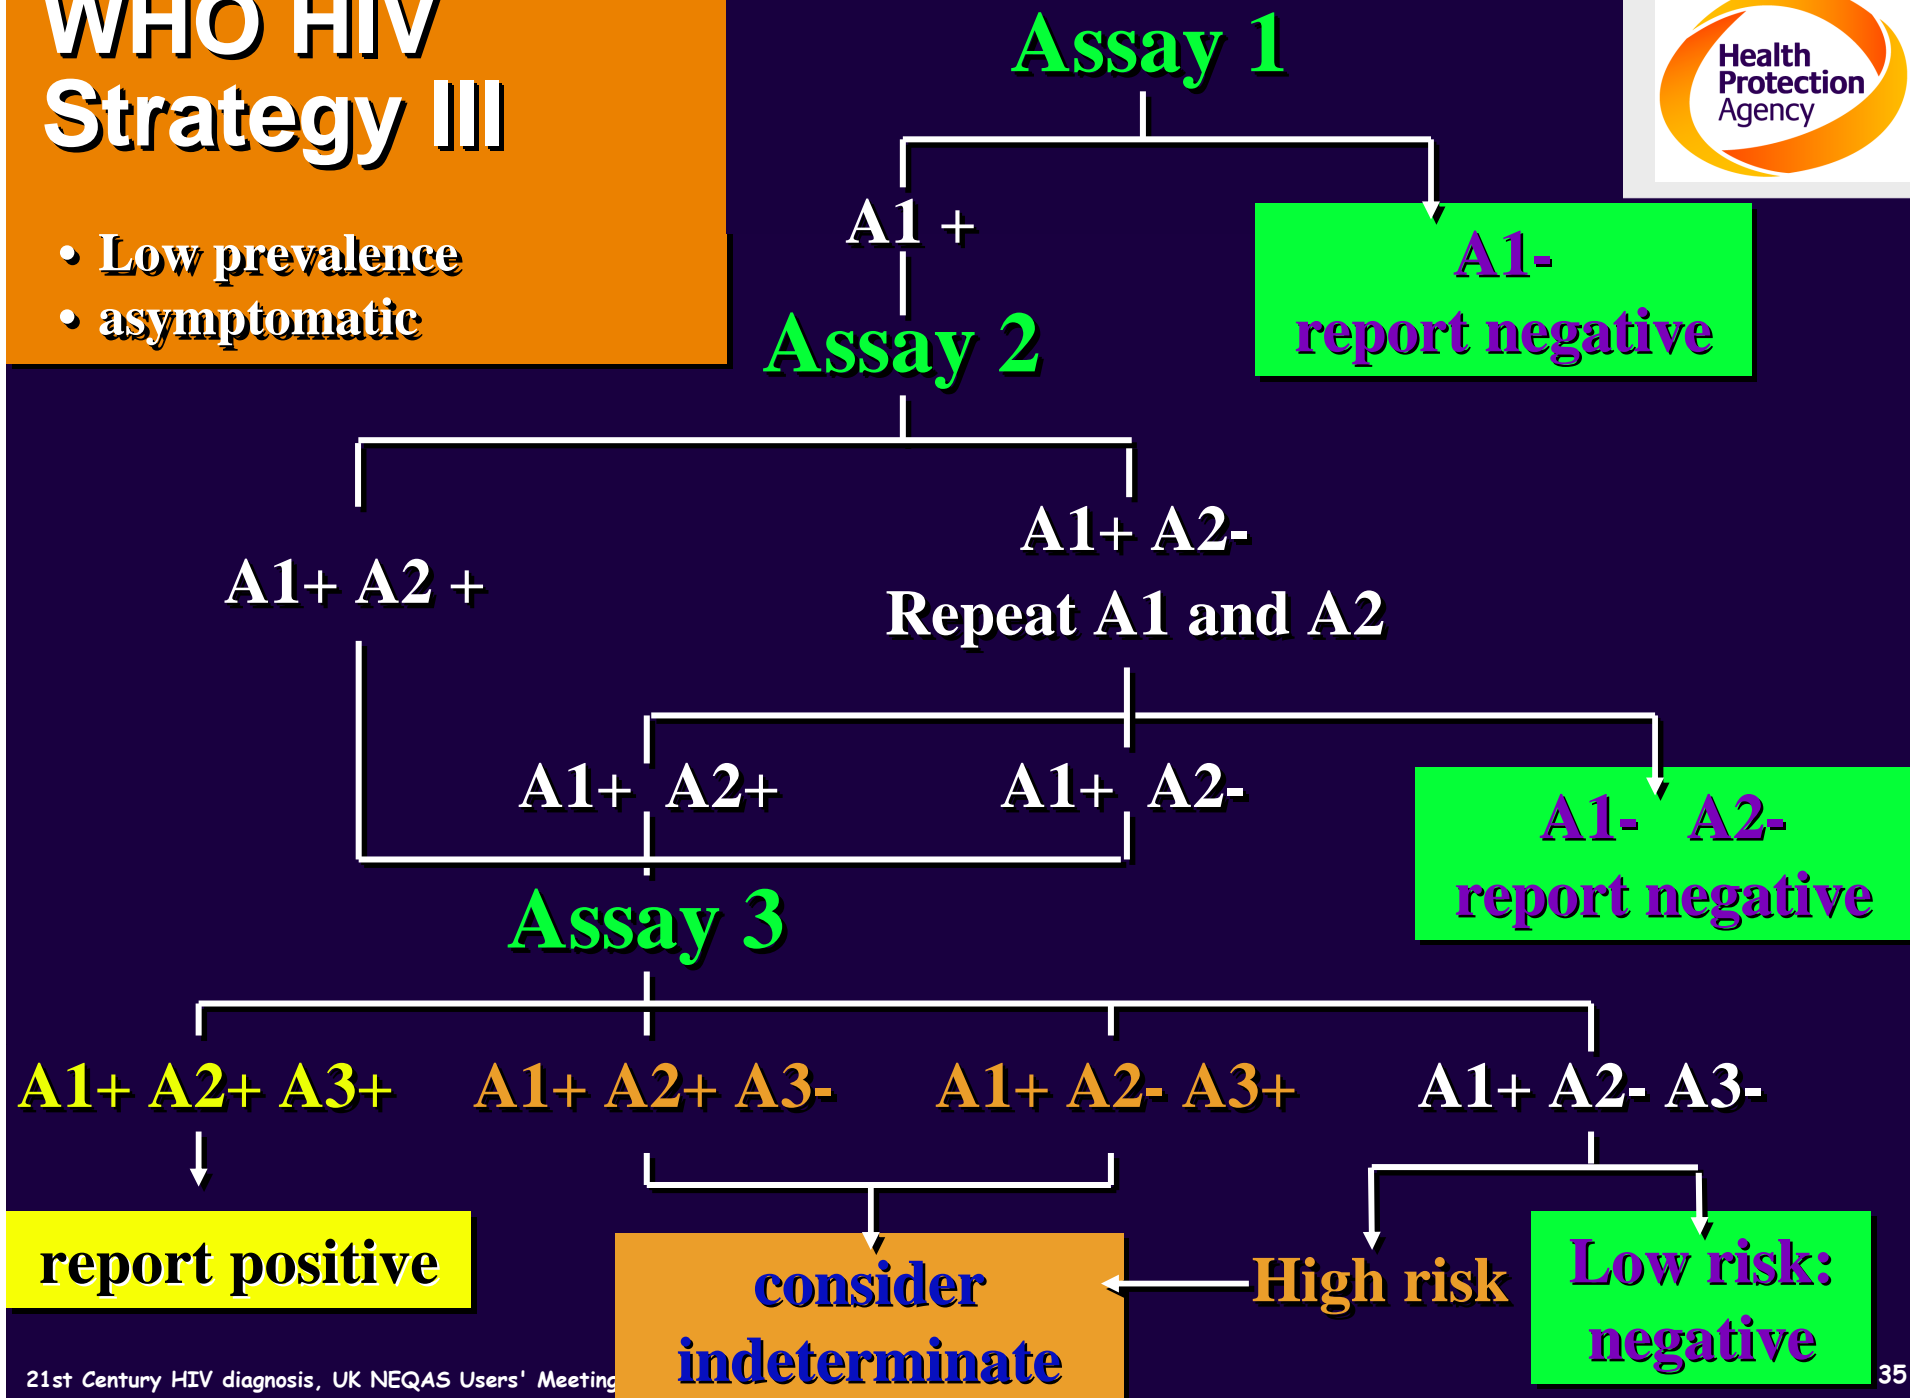 WHO HIV
Strategy III
• Low prevalence
• asymptomatic
Health
Protection
Agency
Assay 1
A1 +
A1-
report negative
Assay 2
A1+ A2 +
A1+ A2-
Repeat A1 and A2
A1+ A2+
A1+ A2-
A1- A2-
report negative
Assay 3
A1+ A2+ A3+
A1+ A2+ A3-
A1+ A2- A3+
A1+ A2- A3-
report positive
consider
indeterminate
High risk
Low risk:
negative
21st Century HIV diagnosis, UK NEQAS Users' Meeting
35